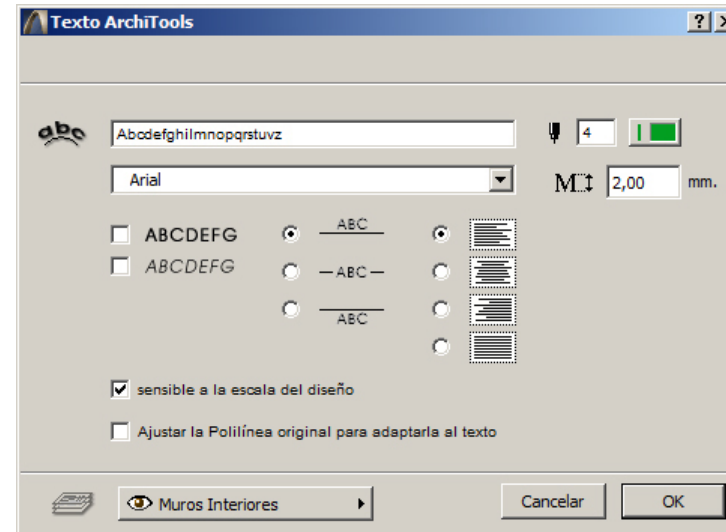 Texto ArchiTools
abc
Abcdefghilmnopqrstuvz
4
Arial
M
2,00
mm.
ABCDEFG
ABC
ABCDEFG
ABC
ABC
sensible a la escala del diseño
Ajustar la Polilínea original para adaptarla al texto
Muros Interiores
Cancelar
OK